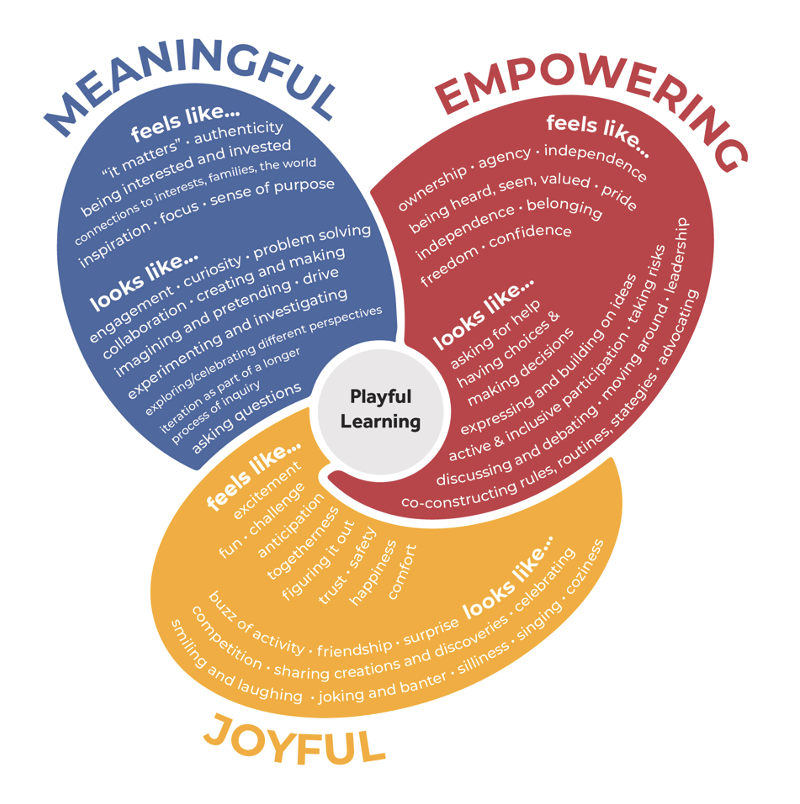 MEANINGFUL
feels like...
"it matters" • authenticity
being interested and invested
connections to interests, families, the world
inspiration • focus • sense of purpose
looks like...
engagement • curiosity • problem solving
collaboration • creating and making
imagining and pretending • drive
experimenting and investigating
exploring/celebrating different perspectives
iteration as part of a longer
process of inquiry
asking questions
EMPOWERING
feels like...
ownership • agency • independence
being heard, seen, valued • pride
independence • belonging
freedom • confidence
looks like...
asking for help
having choices &
making decisions
expressing and building on ideas
active & inclusive participation • taking risks
discussing and debating • moving around • leadership
co-constructing rules, routines, stategies • advocating
Playful
Learning
feels like...
excitement
fun • challenge
anticipation
togetherness
figuring it out
trust • safety
happiness
comfort
looks like...
buzz of activity • friendship • surprise
competition • sharing creations and discoveries • celebrating
smiling and laughing • joking and banter • silliness • singing • coziness
JOYFUL